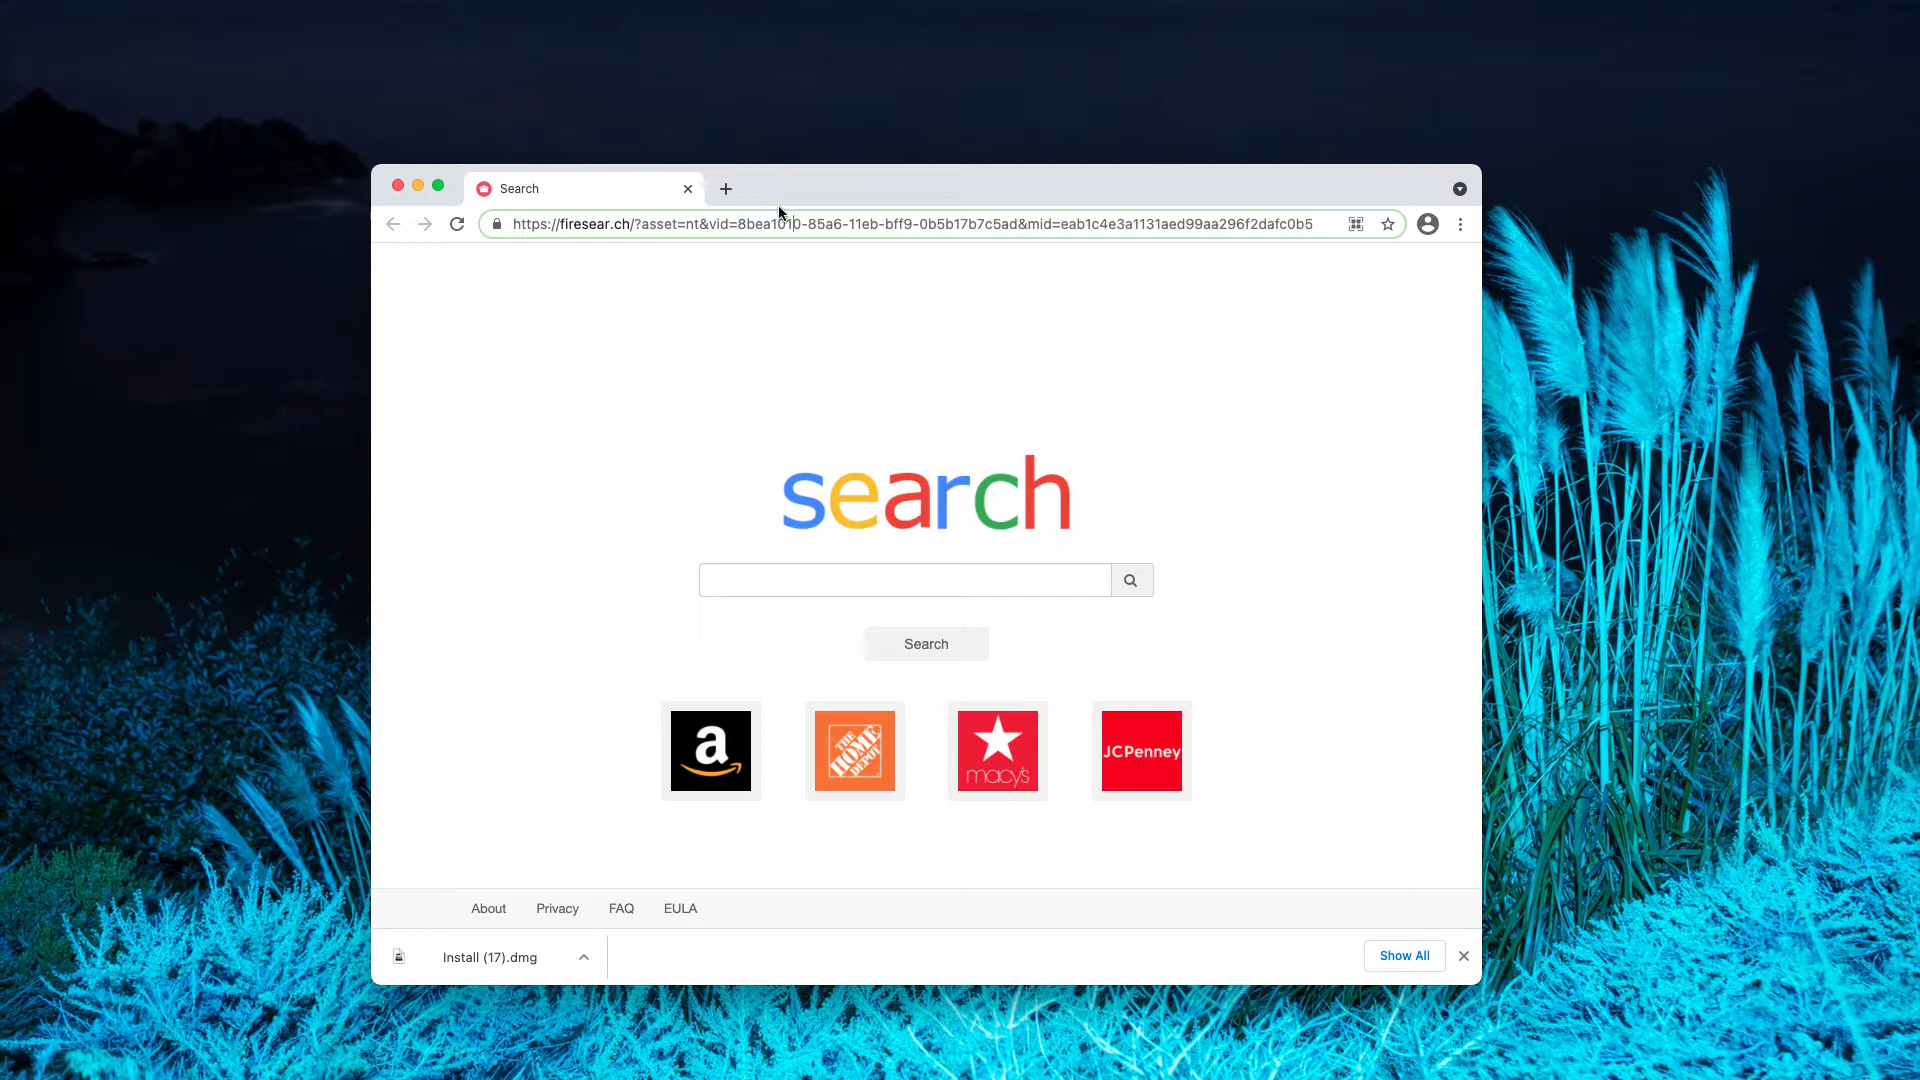 Search
https://firesear.ch/?asset=nt&vid=8bea1010-85a6-11eb-bff9-0b5b17b7c5ad&mid=eab1c4e3a1131aed99aa296f2dafc0b5
search
Search
a
THE HOME DEPOT
macy's
JCPenney
About Privacy FAQ EULA
Install (17).dmg
Show All